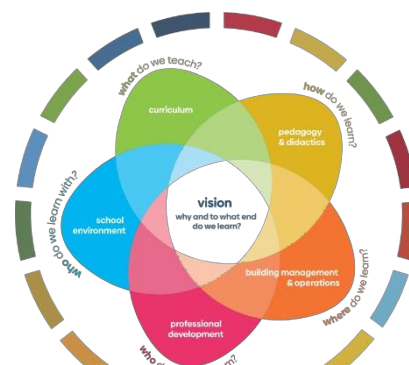 what do we teach?
how do we learn?
curriculum
pedagogy
& didactics
who do we learn with?
vision
why and to what end
do we learn?
school
environment
building management
& operations
where do we learn?
professional
development
who